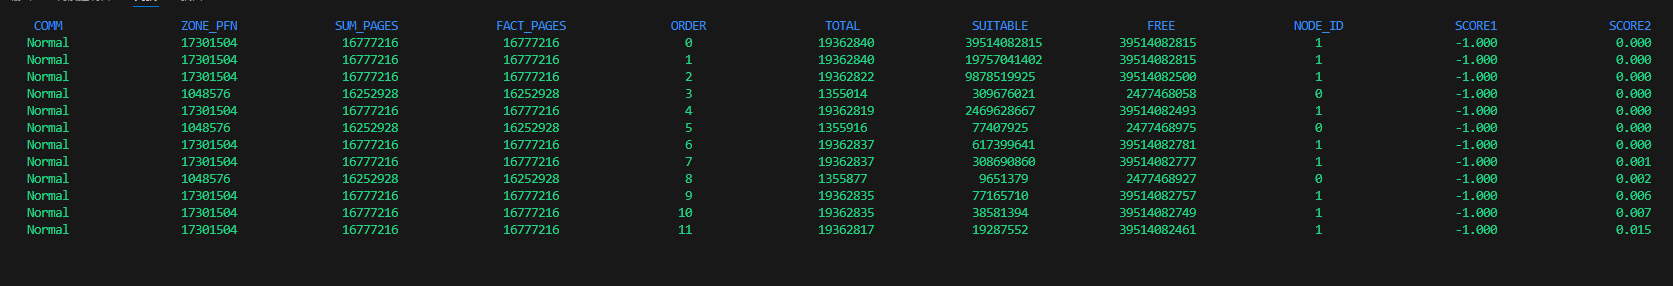 COMM ZONE_PFN SUM_PAGES FACT_PAGES ORDER TOTAL SUITABLE FREE NODE_ID SCORE1 SCORE2
Normal 17301504 16777216 16777216 0 19362840 39514082815 39514082815 1 -1.000 0.000
Normal 17301504 16777216 16777216 1 19362840 19757041402 39514082815 1 -1.000 0.000
Normal 17301504 16777216 16777216 2 19362822 9878519925 39514082500 1 -1.000 0.000
Normal 1048576 16252928 16252928 3 1355014 309676021 2477468058 0 -1.000 0.000
Normal 17301504 16777216 16777216 4 19362819 2469628667 39514082493 1 -1.000 0.000
Normal 1048576 16252928 16252928 5 1355916 77407925 2477468975 0 -1.000 0.000
Normal 17301504 16777216 16777216 6 19362837 617399641 39514082781 1 -1.000 0.000
Normal 17301504 16777216 16777216 7 19362837 308690860 39514082777 1 -1.000 0.001
Normal 1048576 16252928 16252928 8 1355877 9651379 2477468927 0 -1.000 0.002
Normal 17301504 16777216 16777216 9 19362835 77165710 39514082757 1 -1.000 0.006
Normal 17301504 16777216 16777216 10 19362835 38581394 39514082749 1 -1.000 0.007
Normal 17301504 16777216 16777216 11 19362817 19287552 39514082461 1 -1.000 0.015